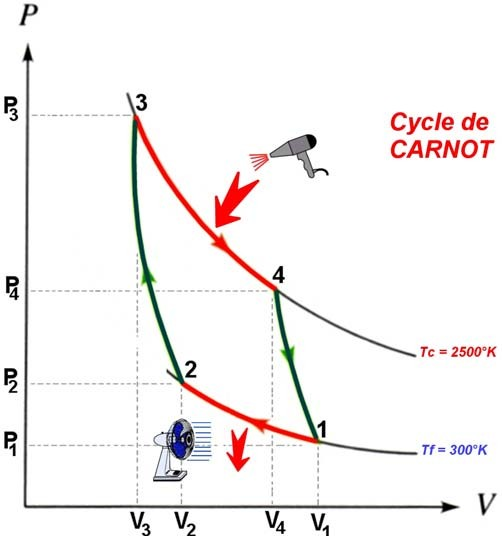 P
3
Cycle de
CARNOT
P3
4
P4
Tc = 2500°K
2
P2
1
P1
Tf = 300°K
V3
V2
V4
V1
V